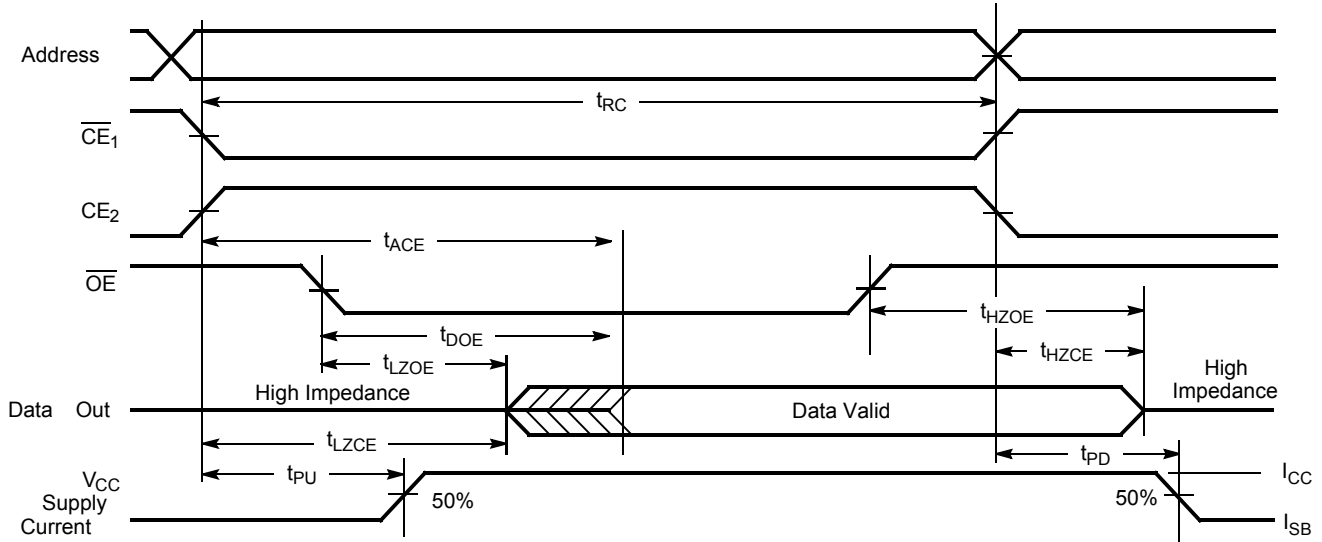 Address
tRC
CE1
CE2
tACE
OE
tHZOE
tDOE
tHZCE
tLZOE
High Impedance
High
Impedance
Data Out
Data Valid
tLZCE
tPD
tPU
VCC
Supply
Current
50%
50%
ICC
ISB